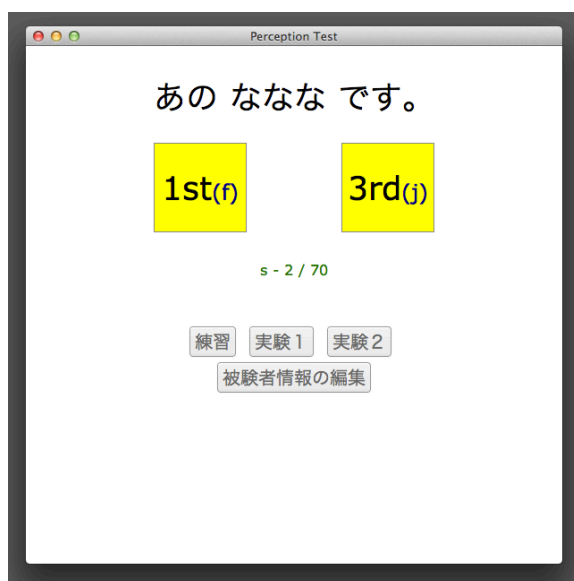 Perception Test
あの ななな です。
1st(f) 3rd(j)
s - 2 / 70
練習 実験１ 実験２
被験者情報の編集